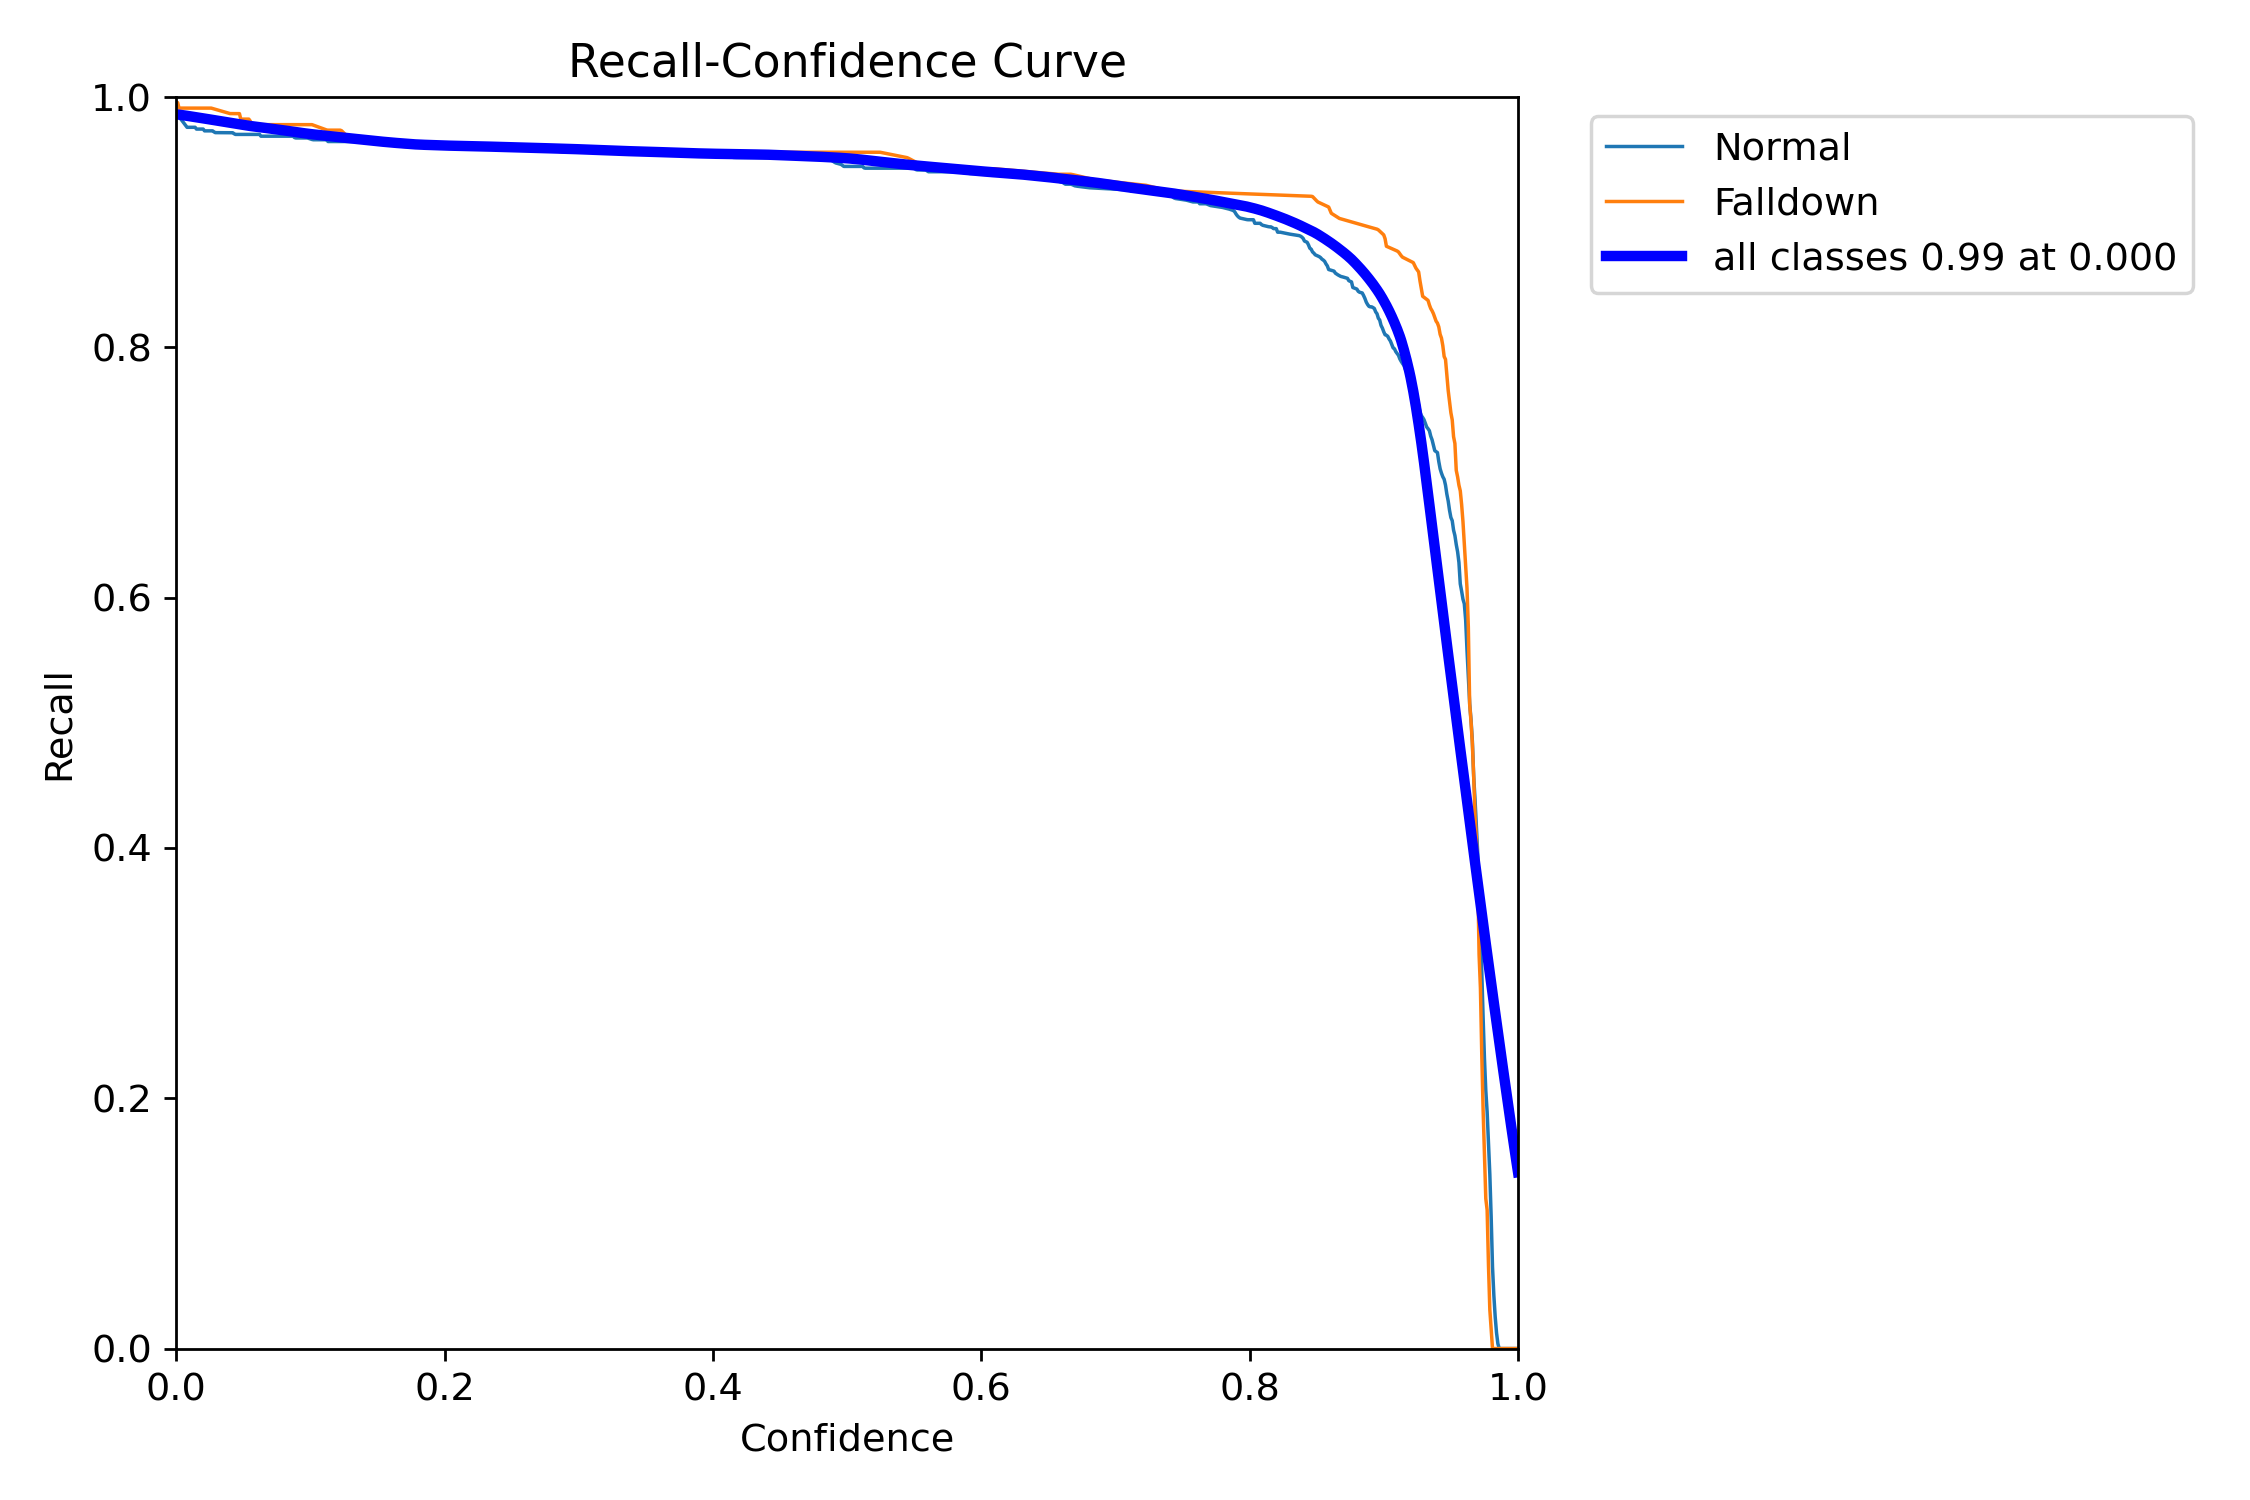 Recall-Confidence Curve
Normal
Falldown
all classes 0.99 at 0.000
1.0
0.8
0.6
0.4
0.2
0.0
Recall
0.0 0.2 0.4 0.6 0.8 1.0
Confidence